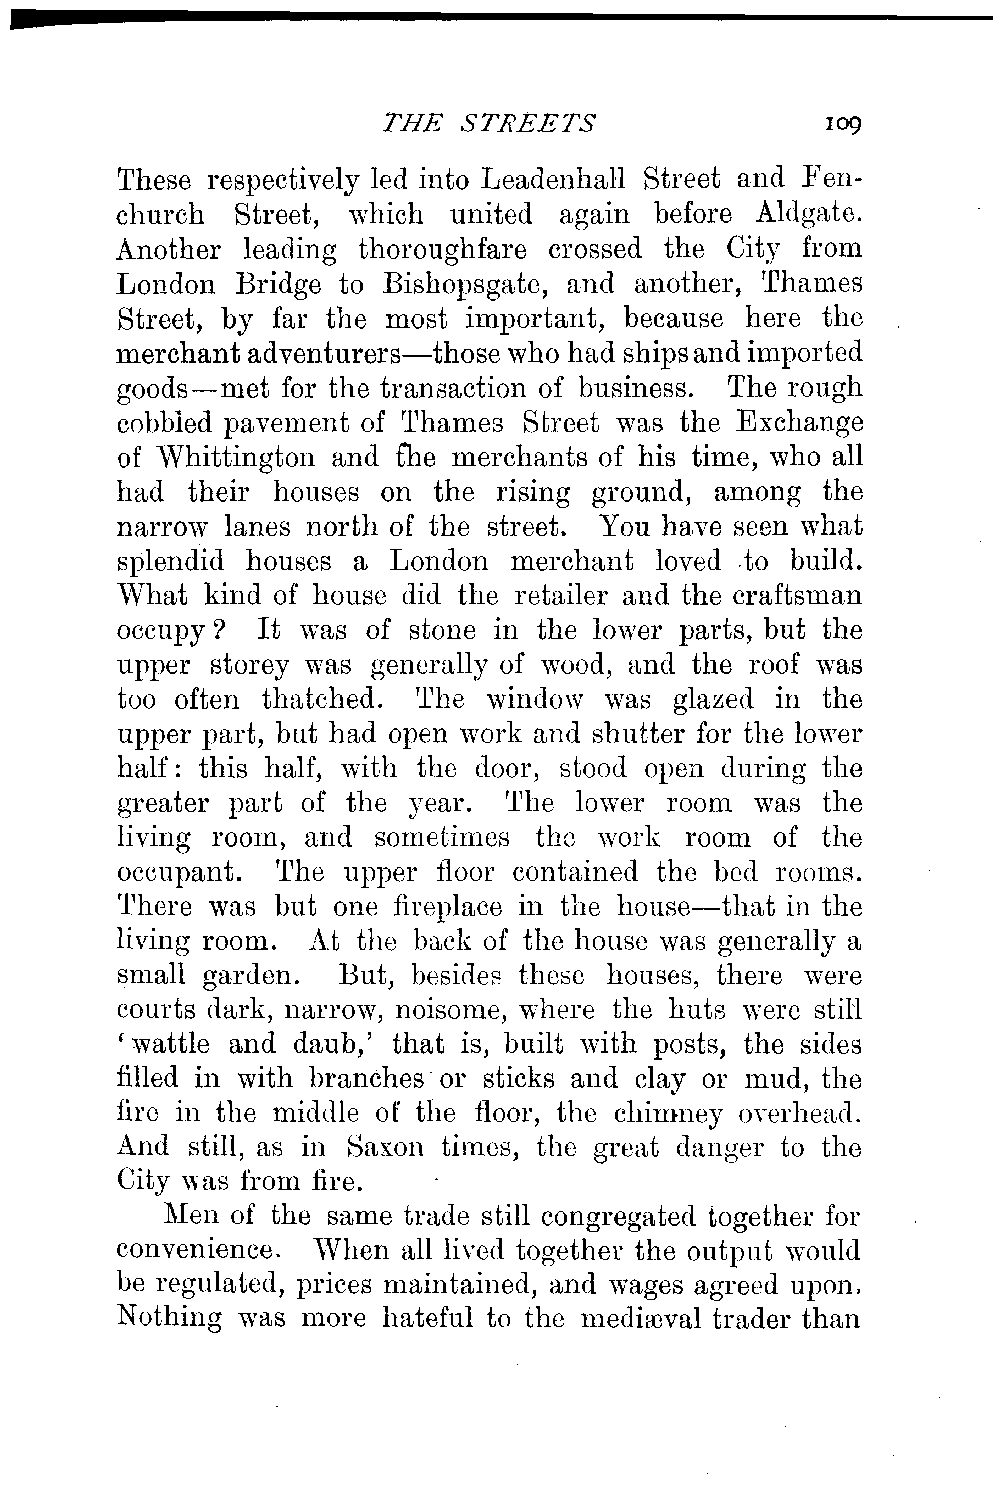 THE STREETS 109
These respectively led into Leadenhall Street and Fen-
church Street, which united again before Aldgate.
Another leading thoroughfare crossed the City from
London Bridge to Bishopsgate, and another, Thames
Street, by far the most important, because here the
merchant adventurers—those who had ships and imported
goods—met for the transaction of business. The rough
cobbled pavement of Thames Street was the Exchange
of Whittington and the merchants of his time, who all
had their houses on the rising ground, among the
narrow lanes north of the street. You have seen what
splendid houses a London merchant loved to build.
What kind of house did the retailer and the craftsman
occupy? It was of stone in the lower parts, but the
upper storey was generally of wood, and the roof was
too often thatched. The window was glazed in the
upper part, but had open work and shutter for the lower
half: this half, with the door, stood open during the
greater part of the year. The lower room was the
living room, and sometimes the work room of the
occupant. The upper floor contained the bed rooms.
There was but one fireplace in the house—that in the
living room. At the back of the house was generally a
small garden. But, besides these houses, there were
courts dark, narrow, noisome, where the huts were still
‘wattle and daub,’ that is, built with posts, the sides
filled in with branches or sticks and clay or mud, the
fire in the middle of the floor, the chimney overhead.
And still, as in Saxon times, the great danger to the
City was from fire.
Men of the same trade still congregated together for
convenience. When all lived together the output would
be regulated, prices maintained, and wages agreed upon.
Nothing was more hateful to the mediæval trader than